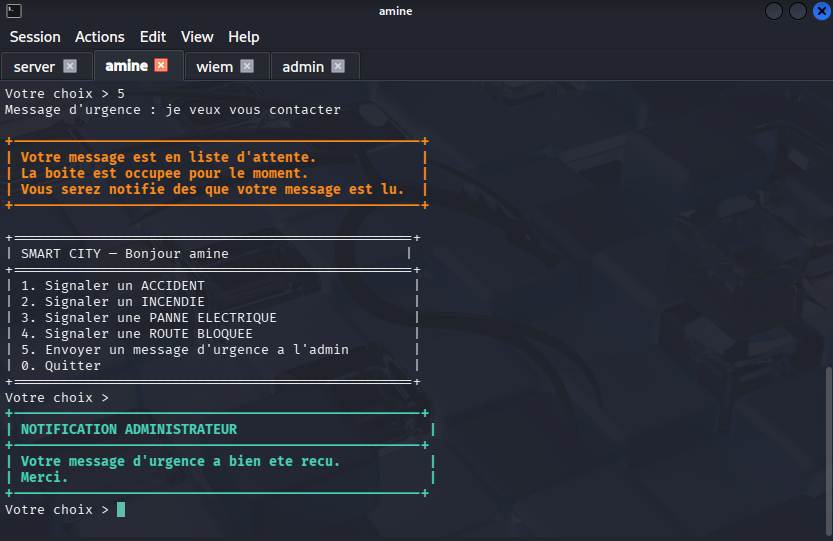 amine
Session Actions Edit View Help
server amine wiem admin
Votre choix > 5
Message d'urgence : je veux vous contacter
+--------------------------------------------------+
| Votre message est en liste d'attente. |
| La boite est occupee pour le moment. |
| Vous serez notifie des que votre message est lu. |
+--------------------------------------------------+
+==================================================+
| SMART CITY — Bonjour amine |
+==================================================+
| 1. Signaler un ACCIDENT |
| 2. Signaler un INCENDIE |
| 3. Signaler une PANNE ELECTRIQUE |
| 4. Signaler une ROUTE BLOQUEE |
| 5. Envoyer un message d'urgence a l'admin |
| 0. Quitter |
+==================================================+
Votre choix >
+--------------------------------------------------+
| NOTIFICATION ADMINISTRATEUR |
+--------------------------------------------------+
| Votre message d'urgence a bien ete recu. |
| Merci. |
+--------------------------------------------------+
Votre choix >